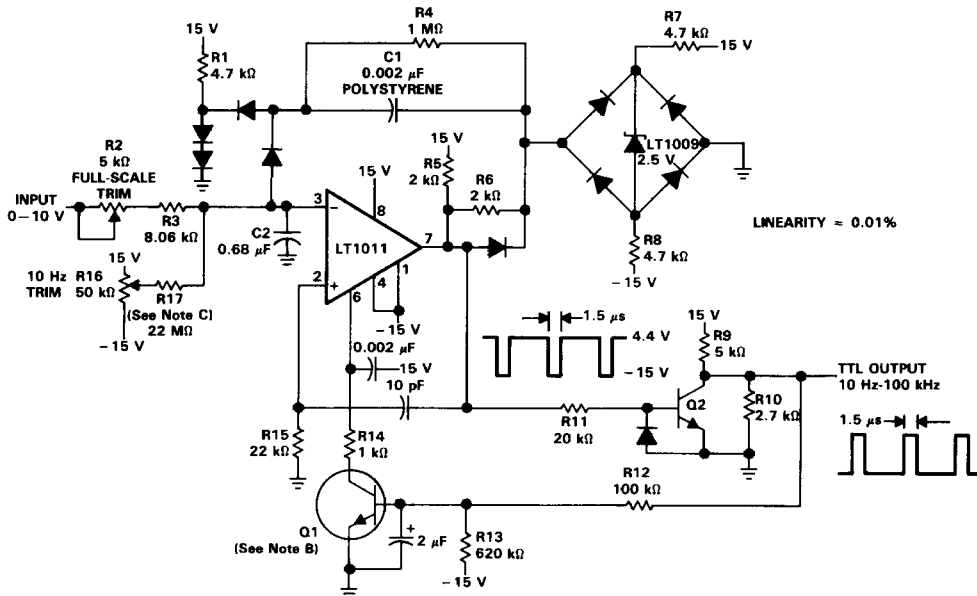 15 V
R1
4.7 kΩ
R4
1 MΩ
C1
0.002 μF
POLYSTYRENE
R7
4.7 kΩ
15 V
R2
5 kΩ
FULL-SCALE
TRIM
INPUT
0–10 V
R3
8.06 kΩ
15 V
R5
2 kΩ
R6
2 kΩ
LT1009
2.5 V
LINEARITY ≈ 0.01%
15 V
8
3
−
C2
0.68 μF
LT1011
7
2
+
6
4
1
−15 V
R8
4.7 kΩ
−15 V
15 V
10 Hz
TRIM
R16
50 kΩ
−15 V
R17
(See Note C)
22 MΩ
0.002 μF
15 V
10 pF
1.5 μs
4.4 V
−15 V
15 V
R9
5 kΩ
TTL OUTPUT
10 Hz-100 kHz
Q2
R10
2.7 kΩ
1.5 μs
R15
22 kΩ
R14
1 kΩ
R11
20 kΩ
R12
100 kΩ
Q1
(See Note B)
+
2 μF
R13
620 kΩ
−15 V